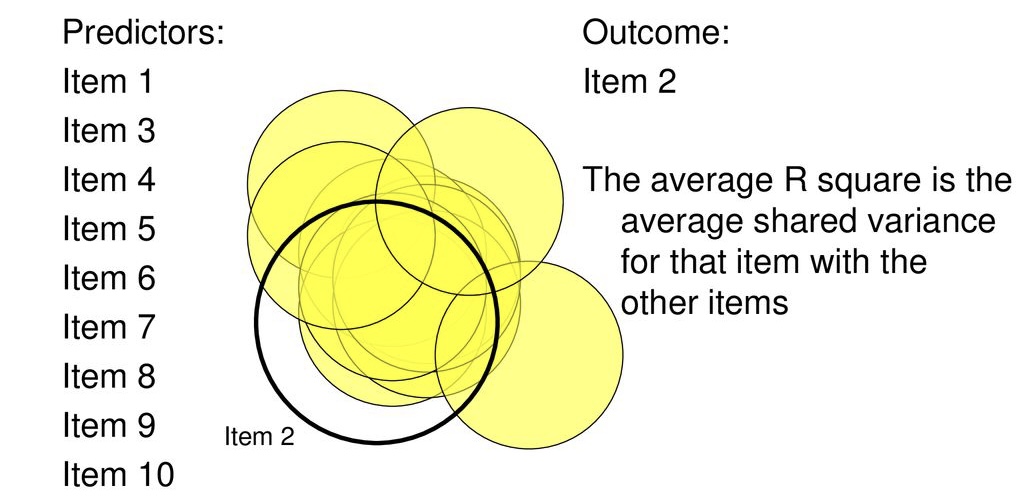 Predictors:
Item 1
Item 3
Item 4
Item 5
Item 6
Item 7
Item 8
Item 9
Item 10
Item 2
Outcome:
Item 2
The average R square is the
average shared variance
for that item with the
other items